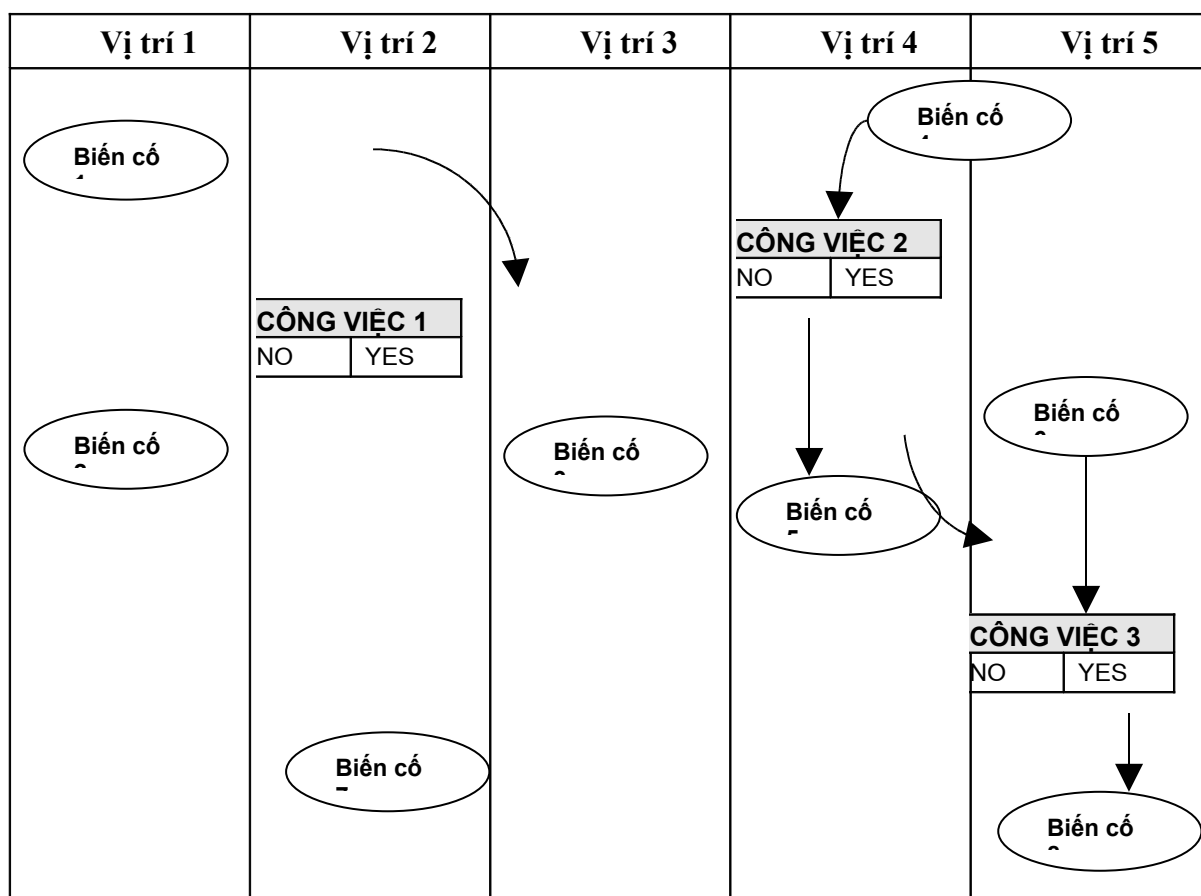 Vị trí 1 Vị trí 2 Vị trí 3 Vị trí 4 Vị trí 5
Biến cố
Biến cố
CÔNG VIỆC 2
NO YES
CÔNG VIỆC 1
NO YES
Biến cố
Biến cố
Biến cố
Biến cố
CÔNG VIỆC 3
NO YES
Biến cố
Biến cố